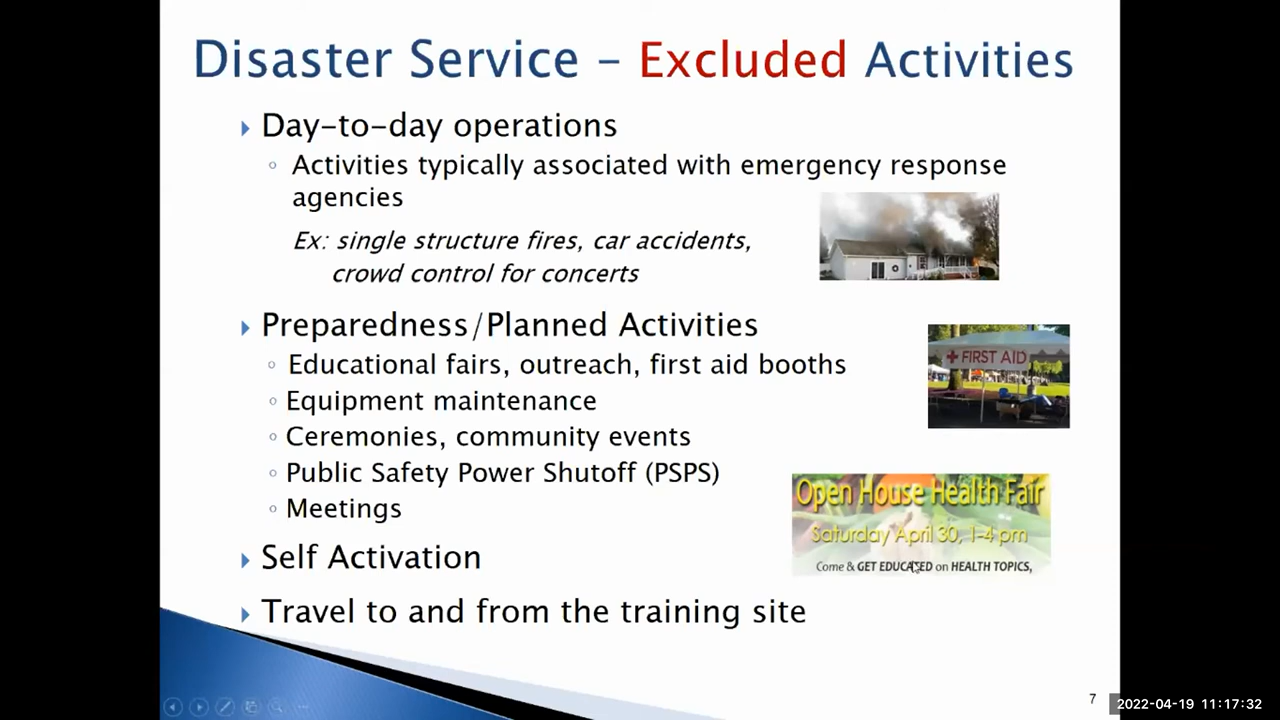 Disaster Service – Excluded Activities
Day-to-day operations
Activities typically associated with emergency response
agencies
Ex: single structure fires, car accidents,
crowd control for concerts
Preparedness/Planned Activities
FIRST AID
Educational fairs, outreach, first aid booths
Equipment maintenance
Ceremonies, community events
Public Safety Power Shutoff (PSPS)
Meetings
Open House Health Fair
Saturday April 30, 1-4 pm
Come & GET EDUCATED on HEALTH TOPICS,
Self Activation
Travel to and from the training site
7
2022-04-19 11:17:32